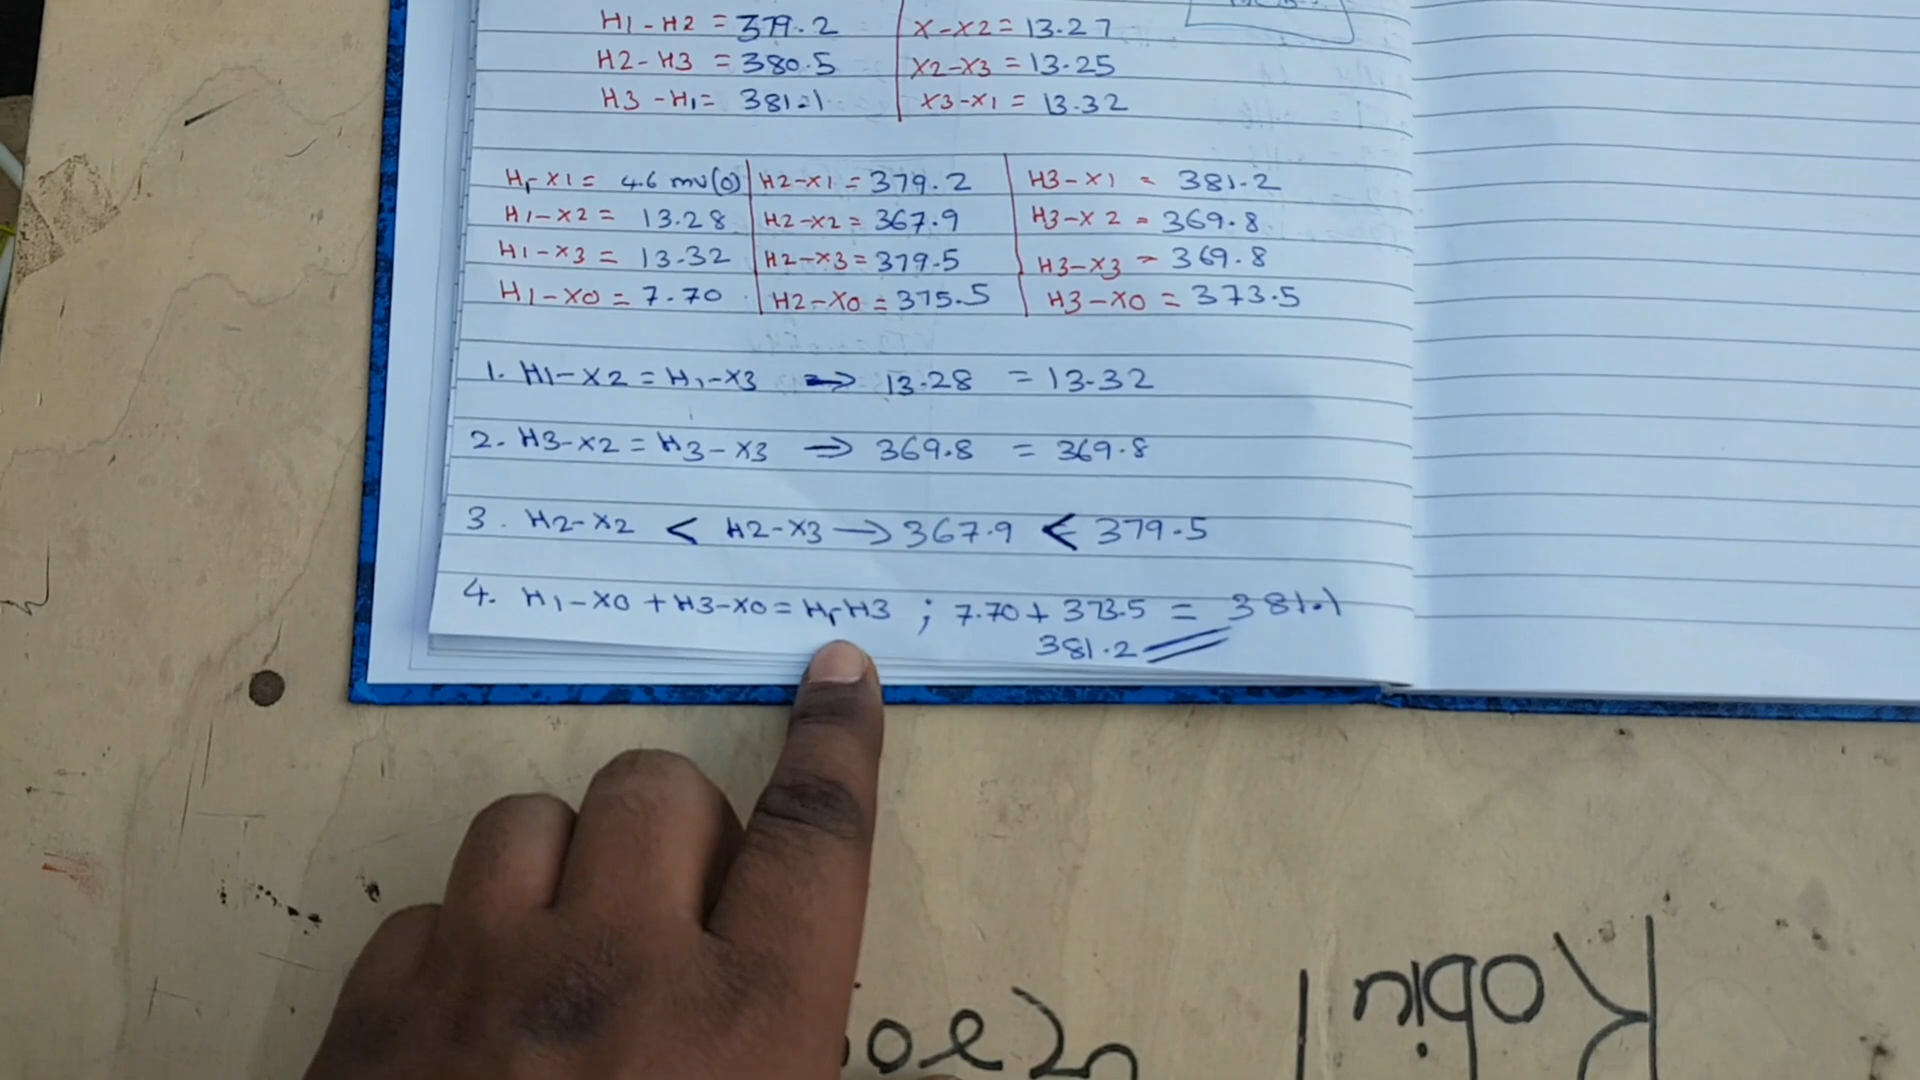 H1-H2 = 379.2 X-X2 = 13.27
H2-H3 = 380.5 X2-X3 = 13.25
H3-H1 = 381.1 X3-X1 = 13.32
H1-X1 = 4.6 mv(0) H2-X1 = 379.2 H3-X1 = 381.2
H1-X2 = 13.28 H2-X2 = 367.9 H3-X2 = 369.8
H1-X3 = 13.32 H2-X3 = 379.5 H3-X3 = 369.8
H1-X0 = 7.70 H2-X0 = 375.5 H3-X0 = 373.5
1. H1-X2 = H1-X3 → 13.28 = 13.32
2. H3-X2 = H3-X3 ⇒ 369.8 = 369.8
3. H2-X2 < H2-X3 → 367.9 < 379.5
4. H1-X0 + H3-X0 = H1-H3 ; 7.70 + 373.5 = 381.1
381.2
Robin